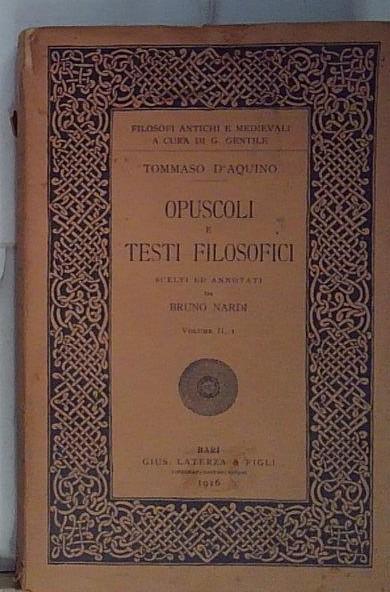 FILOSOFI ANTICHI E MEDIEVALI
A CURA DI G. GENTILE
TOMMASO D'AQUINO
OPUSCOLI
E
TESTI FILOSOFICI
SCELTI ED ANNOTATI
DA
BRUNO NARDI
VOLUME II, 1
BARI
GIUS. LATERZA & FIGLI
1916